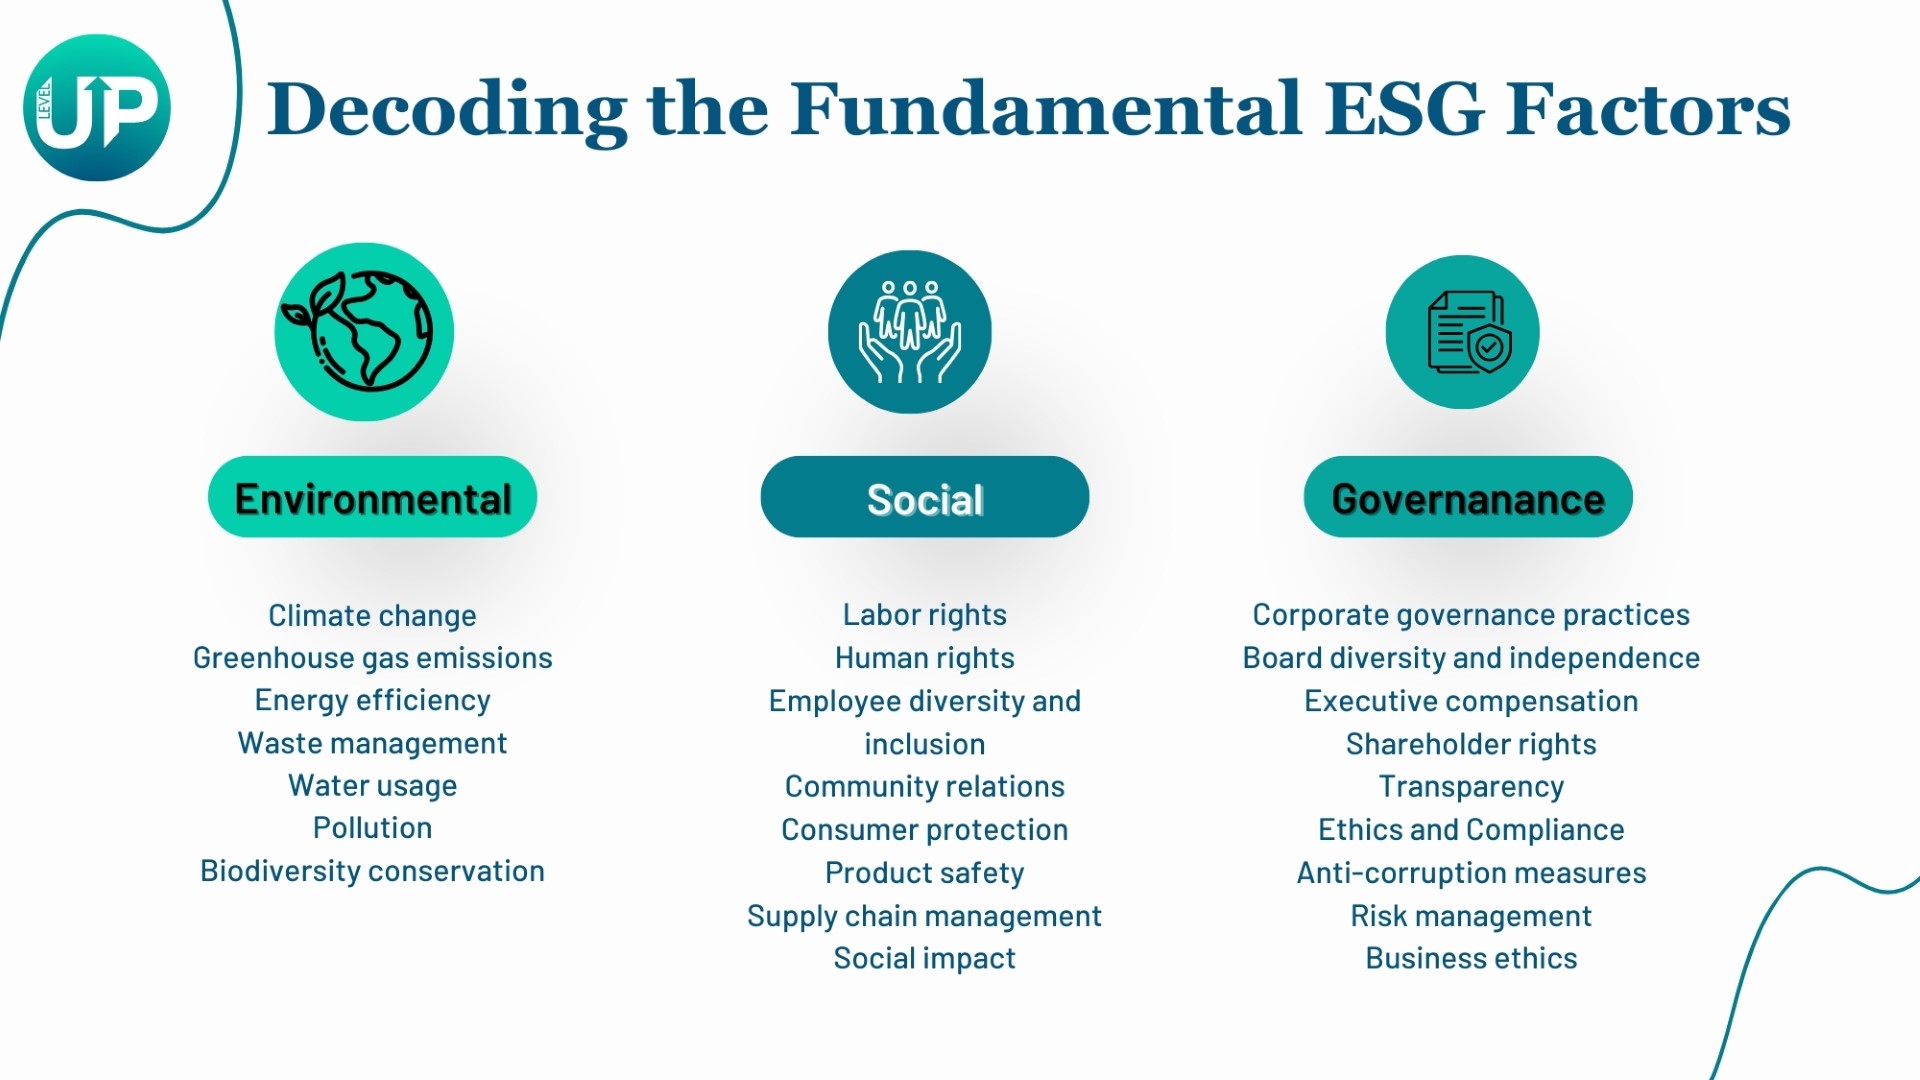 LEVEL
UP
Decoding the Fundamental ESG Factors
Environmental
Climate change
Greenhouse gas emissions
Energy efficiency
Waste management
Water usage
Pollution
Biodiversity conservation
Social
Labor rights
Human rights
Employee diversity and
inclusion
Community relations
Consumer protection
Product safety
Supply chain management
Social impact
Governanance
Corporate governance practices
Board diversity and independence
Executive compensation
Shareholder rights
Transparency
Ethics and Compliance
Anti-corruption measures
Risk management
Business ethics